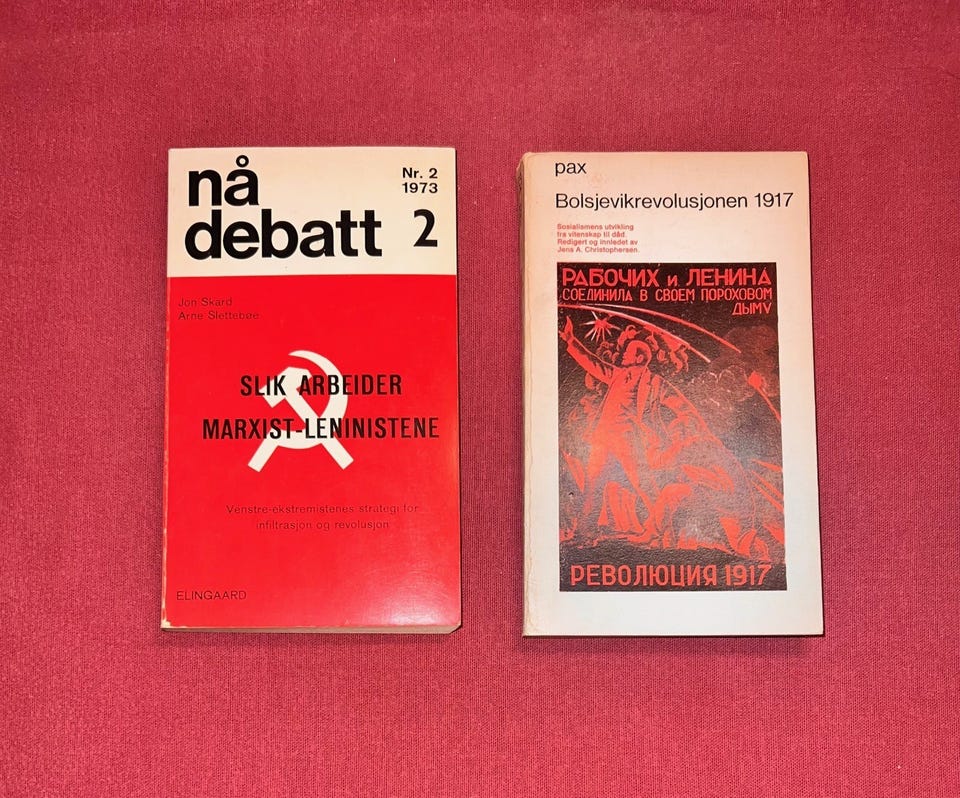 nå
debatt
Nr. 2
1973
2
Jon Skard
Arne Slettebøe
SLIK ARBEIDER
MARXIST-LENINISTENE
Venstre-ekstremistenes strategi for
infiltrasjon og revolusjon
ELINGAARD
pax
Bolsjevikrevolusjonen 1917
Sosialismens utvikling
fra vitenskap til dåd.
Redigert og innledet av
Jens A. Christophersen.
РАБОЧИХ и ЛЕНИНА
СОЕДИНИЛА В СВОЕМ ПОРОХОВОМ
ДЫМУ
РЕВОЛЮЦИЯ 1917